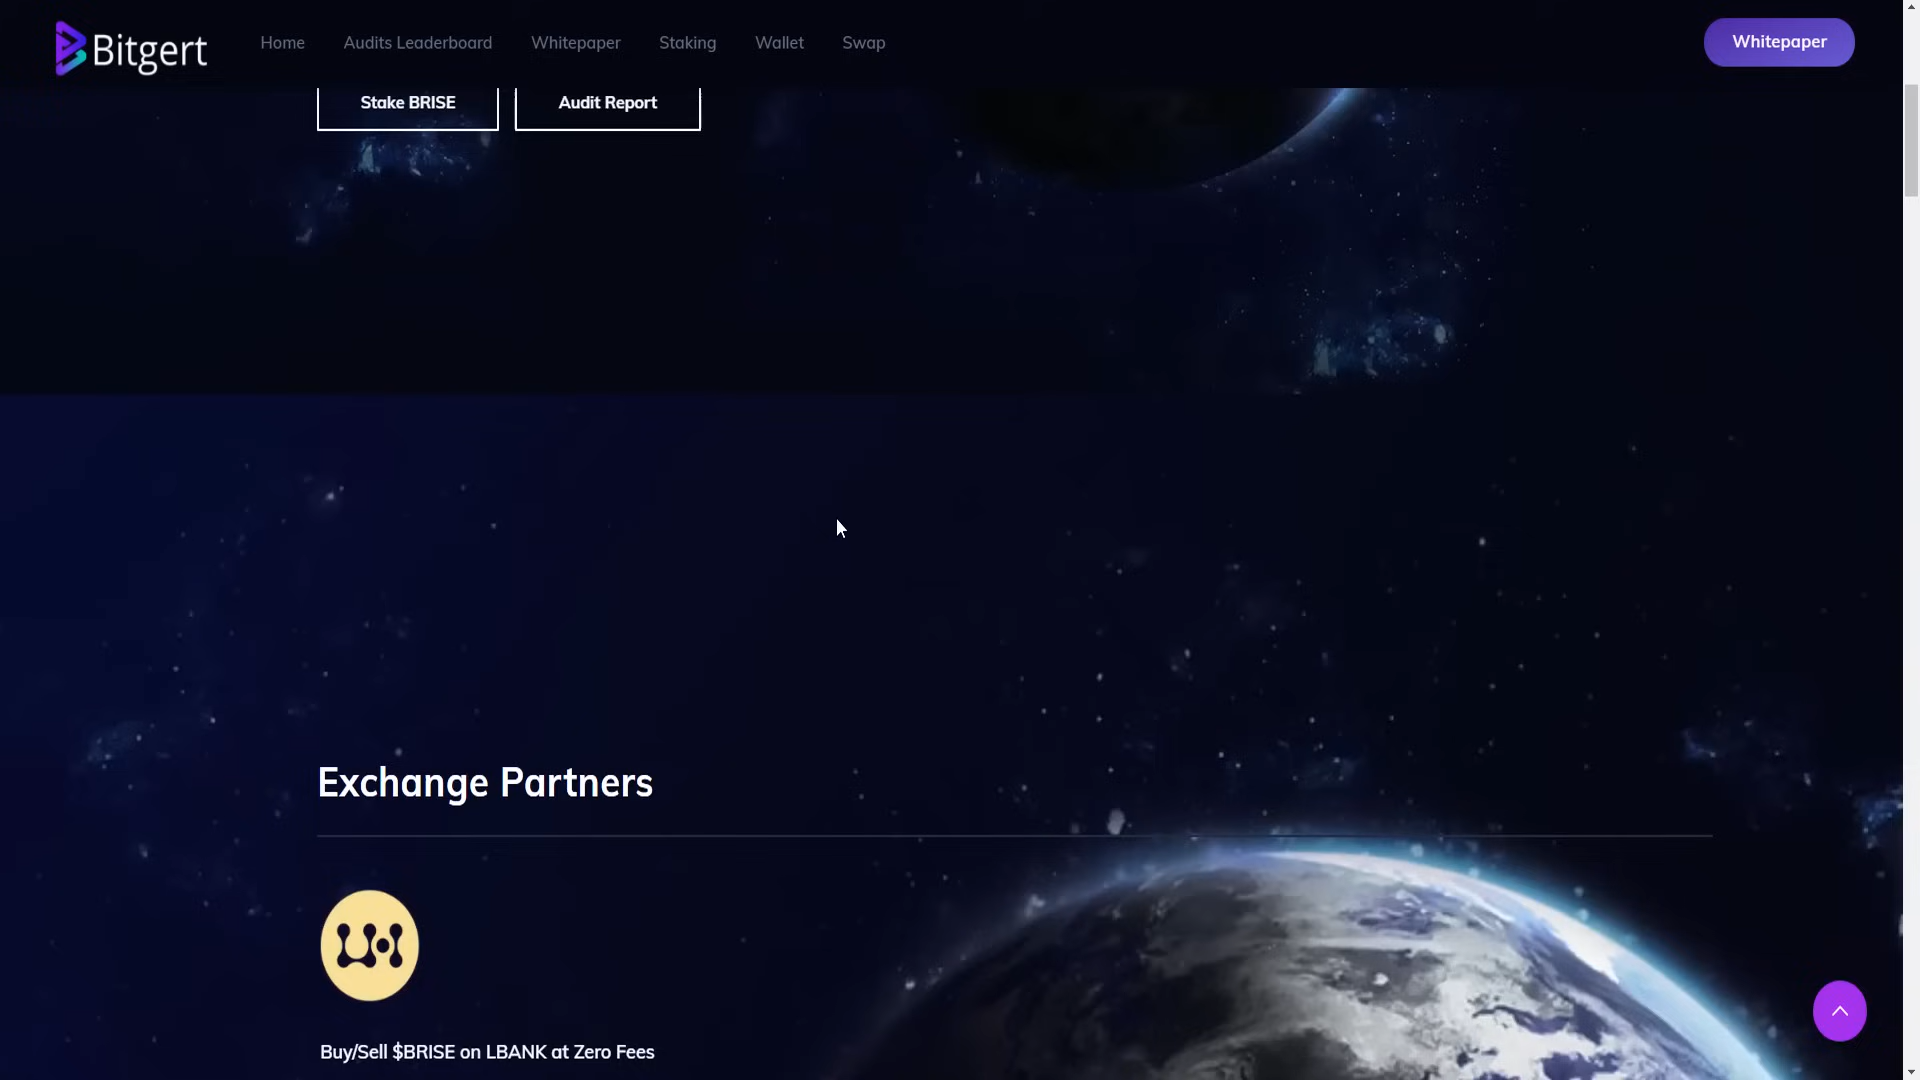 Bitgert
Home Audits Leaderboard Whitepaper Staking Wallet Swap
Whitepaper
Stake BRISE Audit Report
Exchange Partners
Buy/Sell $BRISE on LBANK at Zero Fees